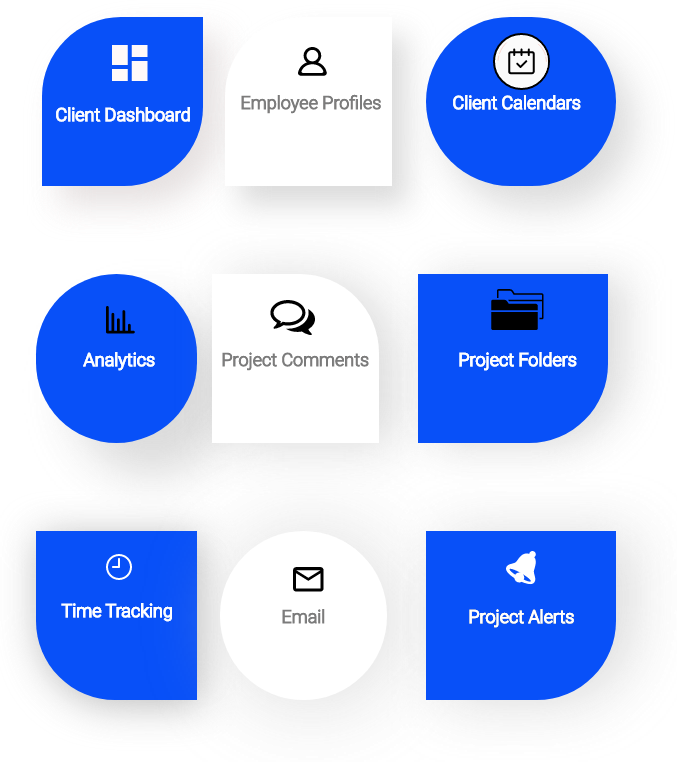 Client Dashboard
Employee Profiles
Client Calendars
Analytics
Project Comments
Project Folders
Time Tracking
Email
Project Alerts